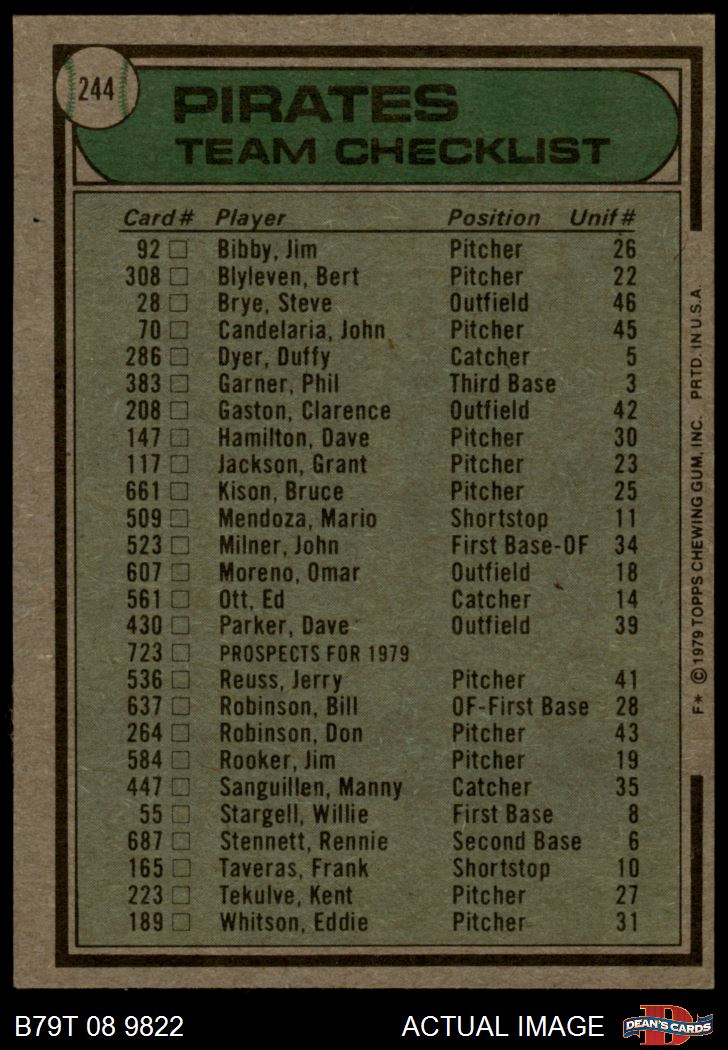 244
PIRATES
TEAM CHECKLIST
Card # Player Position Unif #
92 Bibby, Jim Pitcher 26
308 Blyleven, Bert Pitcher 22
28 Brye, Steve Outfield 46
70 Candelaria, John Pitcher 45
286 Dyer, Duffy Catcher 5
383 Garner, Phil Third Base 3
208 Gaston, Clarence Outfield 42
147 Hamilton, Dave Pitcher 30
117 Jackson, Grant Pitcher 23
661 Kison, Bruce Pitcher 25
509 Mendoza, Mario Shortstop 11
523 Milner, John First Base-OF 34
607 Moreno, Omar Outfield 18
561 Ott, Ed Catcher 14
430 Parker, Dave Outfield 39
723 PROSPECTS FOR 1979
536 Reuss, Jerry Pitcher 41
637 Robinson, Bill OF-First Base 28
264 Robinson, Don Pitcher 43
584 Rooker, Jim Pitcher 19
447 Sanguillen, Manny Catcher 35
55 Stargell, Willie First Base 8
687 Stennett, Rennie Second Base 6
165 Taveras, Frank Shortstop 10
223 Tekulve, Kent Pitcher 27
189 Whitson, Eddie Pitcher 31
F* © 1979 TOPPS CHEWING GUM, INC. PRTD. IN U.S.A.
B79T 08 9822 ACTUAL IMAGE
D
DEAN'S CARDS